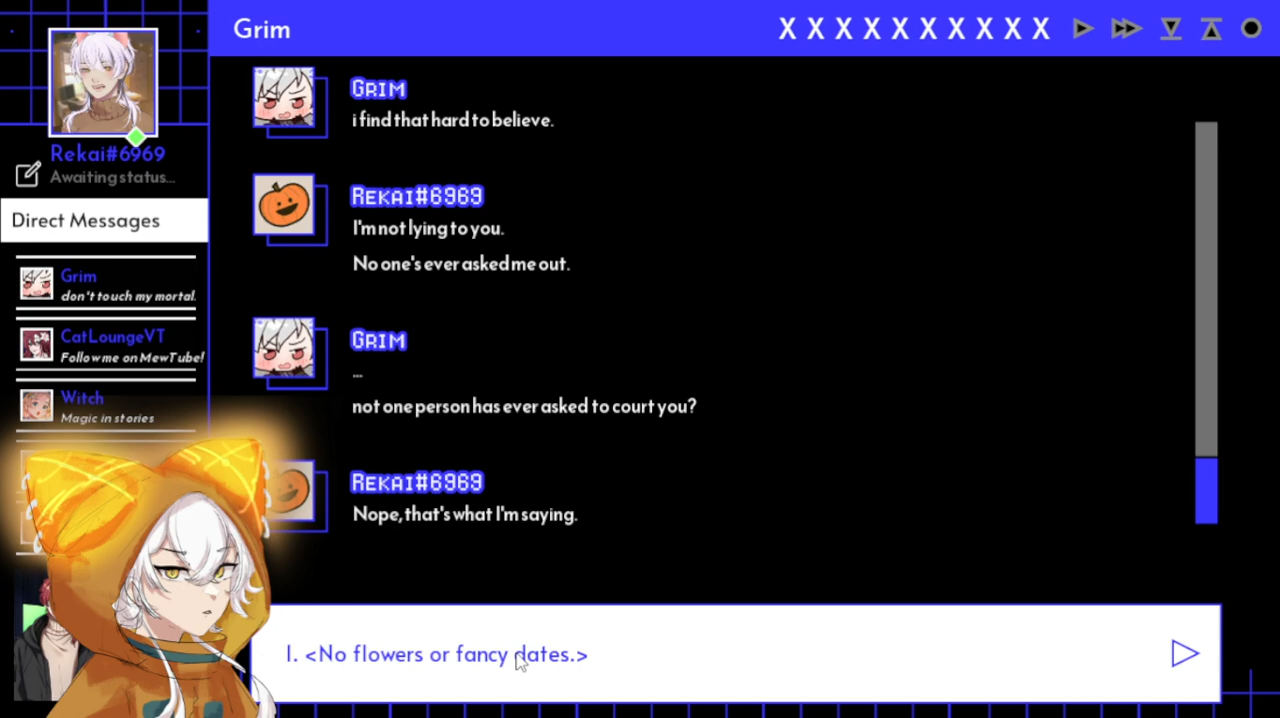 Grim
X X X X X X X X X X
Rekai#6969
Awaiting status...
Direct Messages
Grim
don't touch my mortal.
CatLoungeVT
Follow me on MewTube!
Witch
Magic in stories
GRIM
i find that hard to believe.
REKAI#6969
I'm not lying to you.
No one's ever asked me out.
GRIM
...
not one person has ever asked to court you?
REKAI#6969
Nope, that's what I'm saying.
1. <No flowers or fancy dates.>